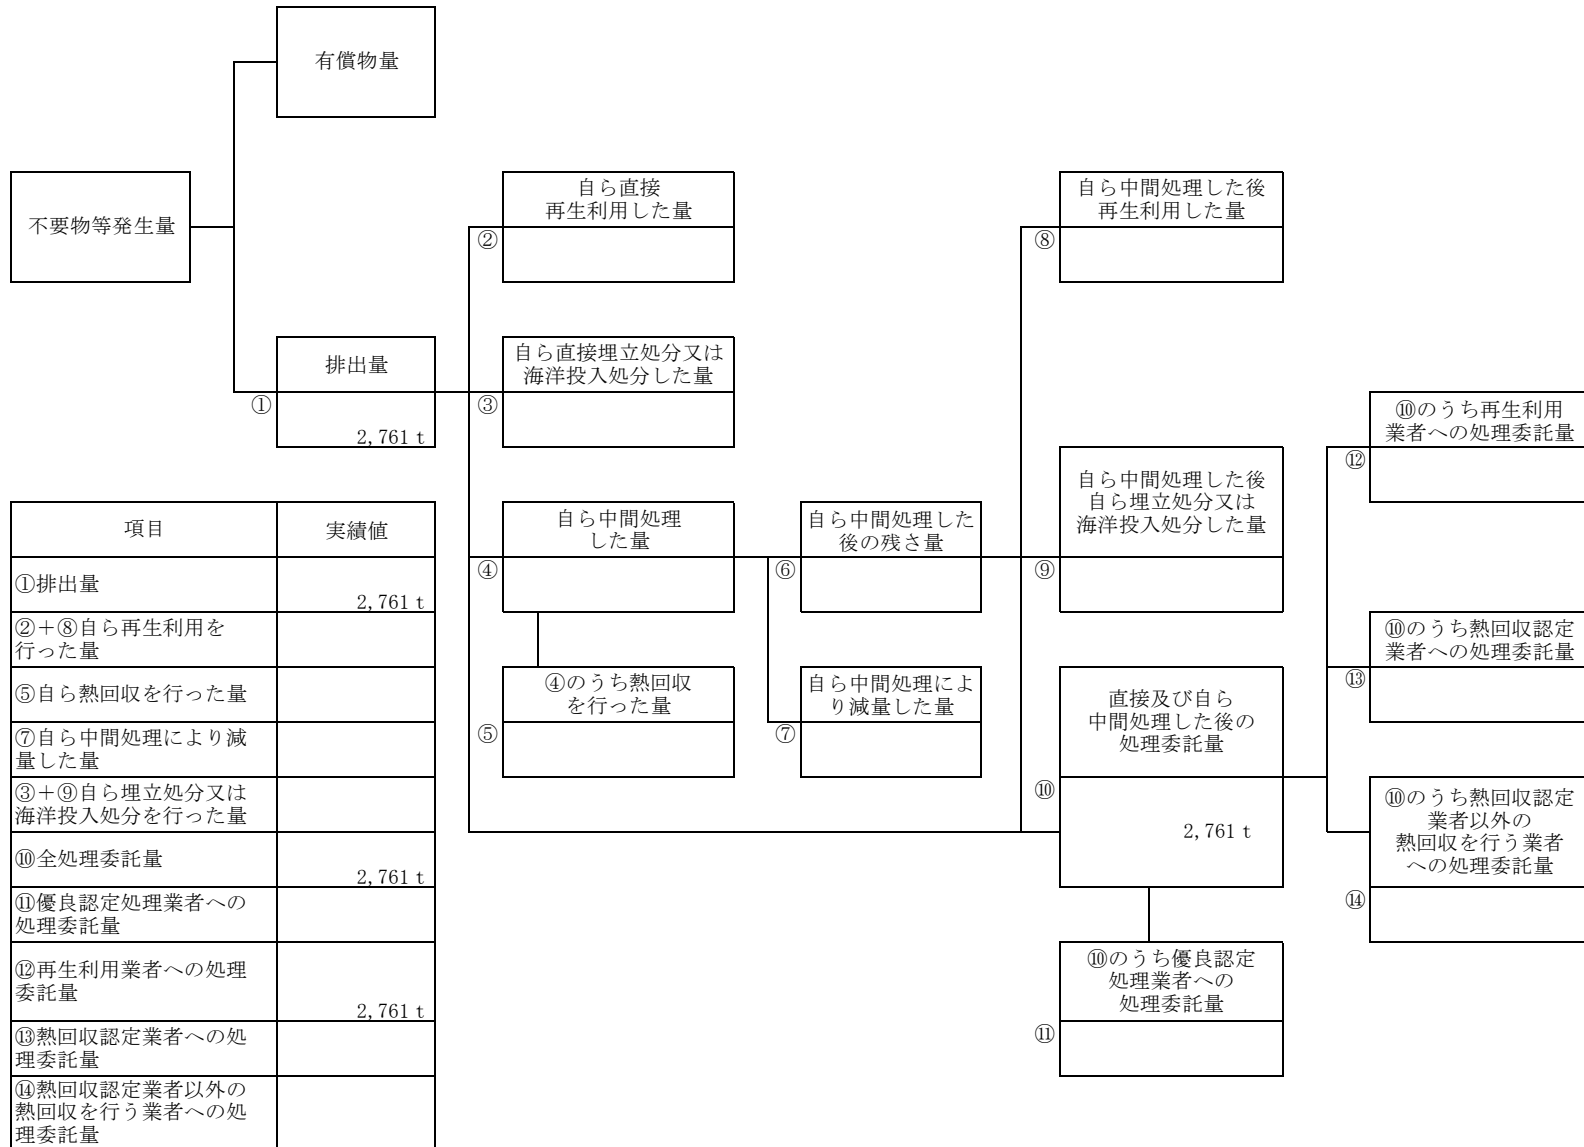 有償物量
不要物等発生量
自ら直接
再生利用した量
②
自ら中間処理した後
再生利用した量
⑧
排出量
①
2,761 t
自ら直接埋立処分又は
海洋投入処分した量
③
⑩のうち再生利用
業者への処理委託量
⑫
自ら中間処理した後
自ら埋立処分又は
海洋投入処分した量
⑨
自ら中間処理
した量
④
自ら中間処理した
後の残さ量
⑥
④のうち熱回収
を行った量
⑤
自ら中間処理によ
り減量した量
⑦
⑩のうち熱回収認定
業者への処理委託量
⑬
直接及び自ら
中間処理した後の
処理委託量
⑩
2,761 t
⑩のうち熱回収認定
業者以外の
熱回収を行う業者
への処理委託量
⑭
⑩のうち優良認定
処理業者への
処理委託量
⑪
項目 実績値
①排出量
2,761 t
②＋⑧自ら再生利用を
行った量
⑤自ら熱回収を行った量
⑦自ら中間処理により減
量した量
③＋⑨自ら埋立処分又は
海洋投入処分を行った量
⑩全処理委託量
2,761 t
⑪優良認定処理業者への
処理委託量
⑫再生利用業者への処理
委託量
2,761 t
⑬熱回収認定業者への処
理委託量
⑭熱回収認定業者以外の
熱回収を行う業者への処
理委託量